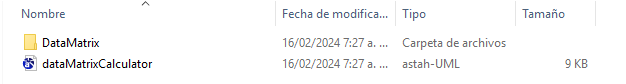 Nombre Fecha de modifica... Tipo Tamaño
DataMatrix 16/02/2024 7:27 a. ... Carpeta de archivos
dataMatrixCalculator 16/02/2024 7:27 a. ... astah-UML 9 KB